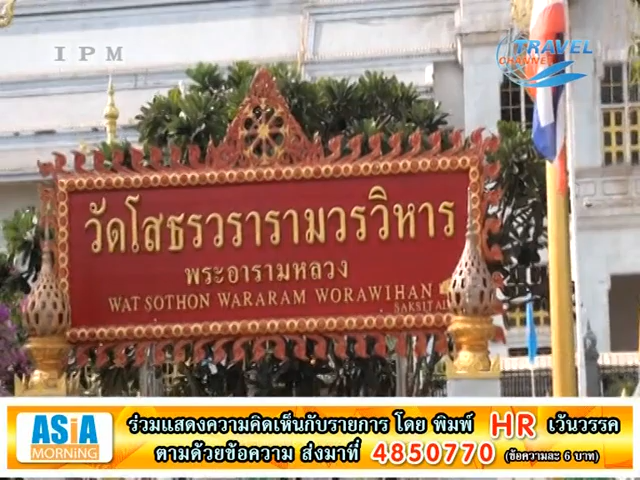 I P M
TRAVEL
CHANNEL
วัดโสธรวรารามวรวิหาร
พระอารามหลวง
WAT SOTHON WARARAM WORAWIHAN
ASiA
MORNiNG
ร่วมแสดงความคิดเห็นกับรายการ โดย พิมพ์ HR เว้นวรรค
ตามด้วยข้อความ ส่งมาที่ 4850770 (ข้อความละ 6 บาท)